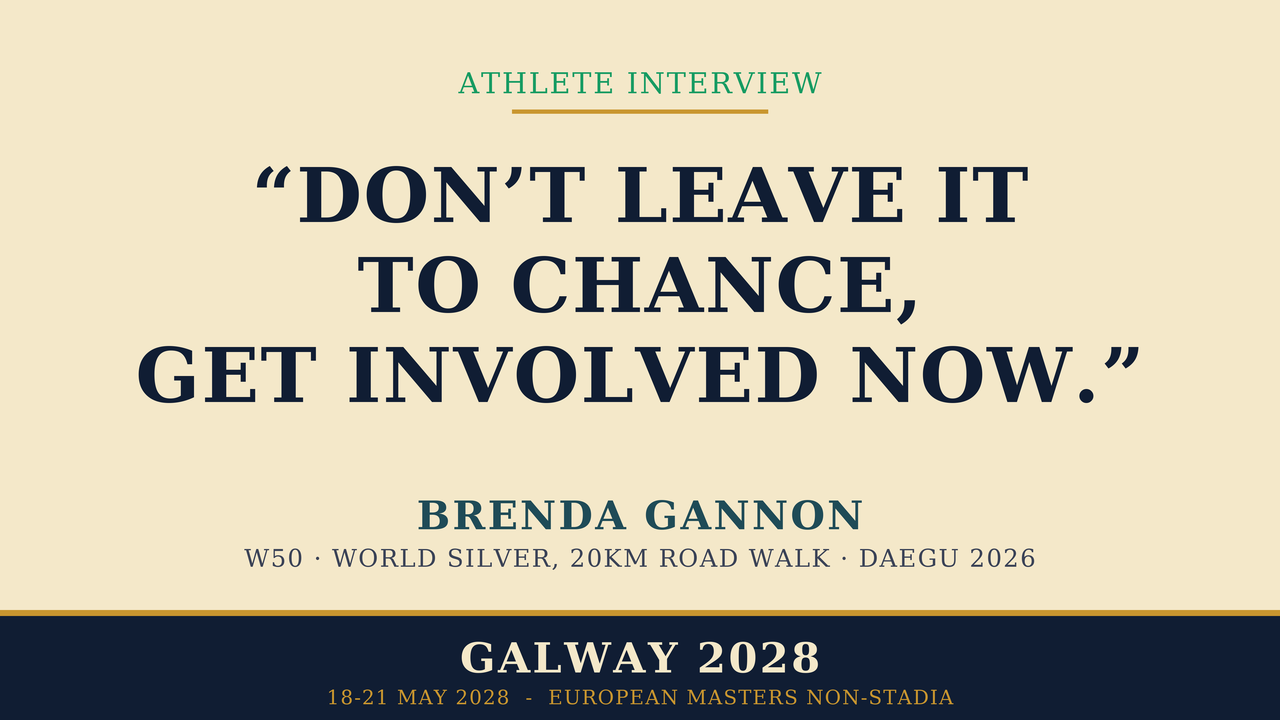 ATHLETE INTERVIEW
“DON’T LEAVE IT
TO CHANCE,
GET INVOLVED NOW.”
BRENDA GANNON
W50 · WORLD SILVER, 20KM ROAD WALK · DAEGU 2026
GALWAY 2028
18-21 MAY 2028 - EUROPEAN MASTERS NON-STADIA